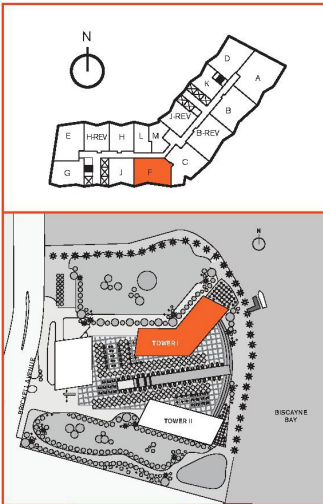 N
D
A
K
J-REV
B
B-REV
E
H-REV
H
L
M
C
G
J
F
N
TOWER I
BRICKELL AVENUE
TOWER II
BISCAYNE
BAY